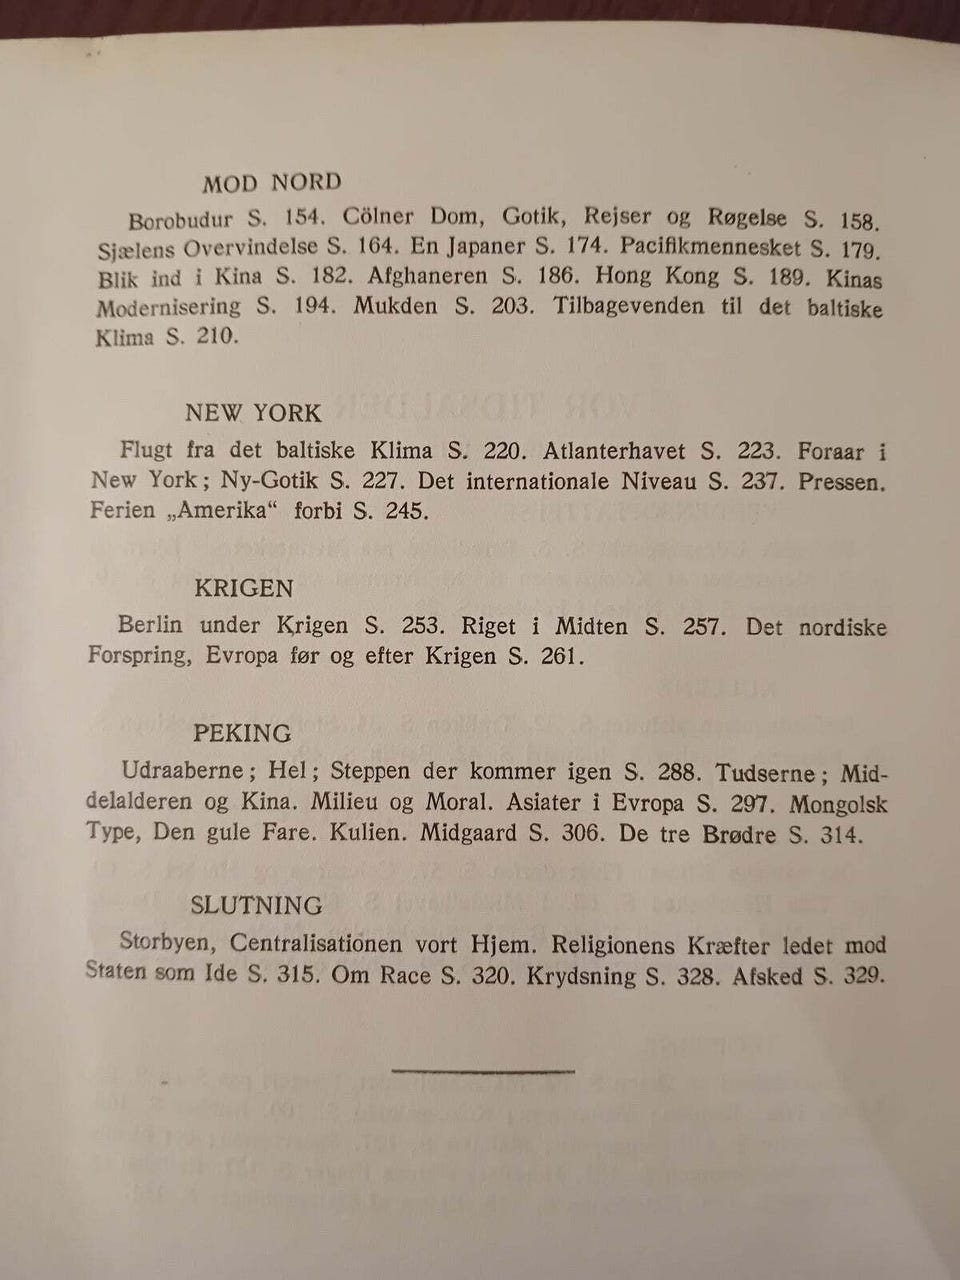 MOD NORD
Borobudur S. 154. Cölner Dom, Gotik, Rejser og Røgelse S. 158.
Sjælens Overvindelse S. 164. En Japaner S. 174. Pacifikmennesket S. 179.
Blik ind i Kina S. 182. Afghaneren S. 186. Hong Kong S. 189. Kinas
Modernisering S. 194. Mukden S. 203. Tilbagevenden til det baltiske
Klima S. 210.
NEW YORK
Flugt fra det baltiske Klima S. 220. Atlanterhavet S. 223. Foraar i
New York; Ny-Gotik S. 227. Det internationale Niveau S. 237. Pressen.
Ferien „Amerika“ forbi S. 245.
KRIGEN
Berlin under Krigen S. 253. Riget i Midten S. 257. Det nordiske
Forspring, Evropa før og efter Krigen S. 261.
PEKING
Udraaberne; Hel; Steppen der kommer igen S. 288. Tudserne; Mid-
delalderen og Kina. Milieu og Moral. Asiater i Evropa S. 297. Mongolsk
Type, Den gule Fare. Kulien. Midgaard S. 306. De tre Brødre S. 314.
SLUTNING
Storbyen, Centralisationen vort Hjem. Religionens Kræfter ledet mod
Staten som Ide S. 315. Om Race S. 320. Krydsning S. 328. Afsked S. 329.